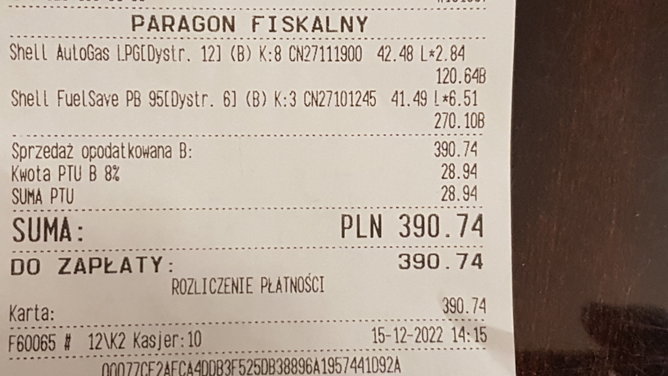 PARAGON FISKALNY
Shell AutoGas LPG[Dystr. 12] (B) K:8 CN27111900 42.48 L*2.84
120.64B
Shell FuelSave PB 95[Dystr. 6] (B) K:3 CN27101245 41.49 L*6.51
270.10B
Sprzedaż opodatkowana B: 390.74
Kwota PTU B 8% 28.94
SUMA PTU 28.94
SUMA: PLN 390.74
DO ZAPŁATY: 390.74
ROZLICZENIE PŁATNOŚCI
Karta: 390.74
F60065 # 12\K2 Kasjer:10 15-12-2022 14:15
00077CF2AFCA4DDB3F525DB38896A1957441D92A